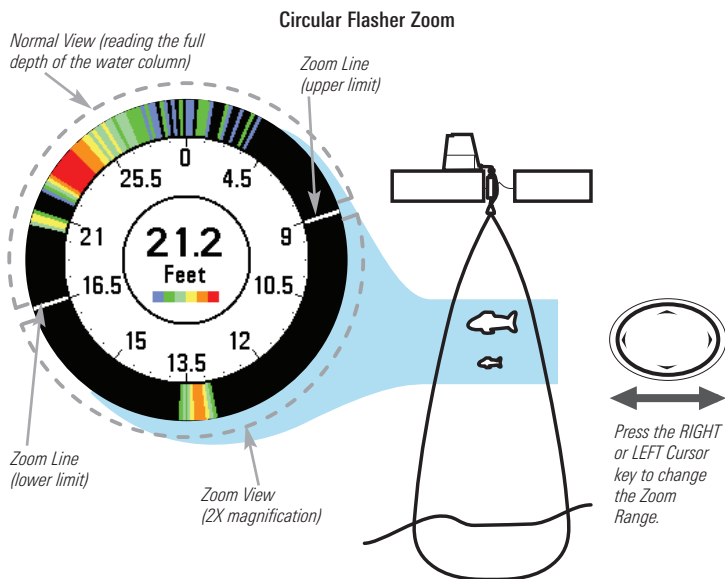 Circular Flasher Zoom
Normal View (reading the full
depth of the water column)
Zoom Line
(upper limit)
0
4.5
9
10.5
12
13.5
15
16.5
21
25.5
21.2
Feet
Zoom Line
(lower limit)
Zoom View
(2X magnification)
Press the RIGHT
or LEFT Cursor
key to change
the Zoom
Range.